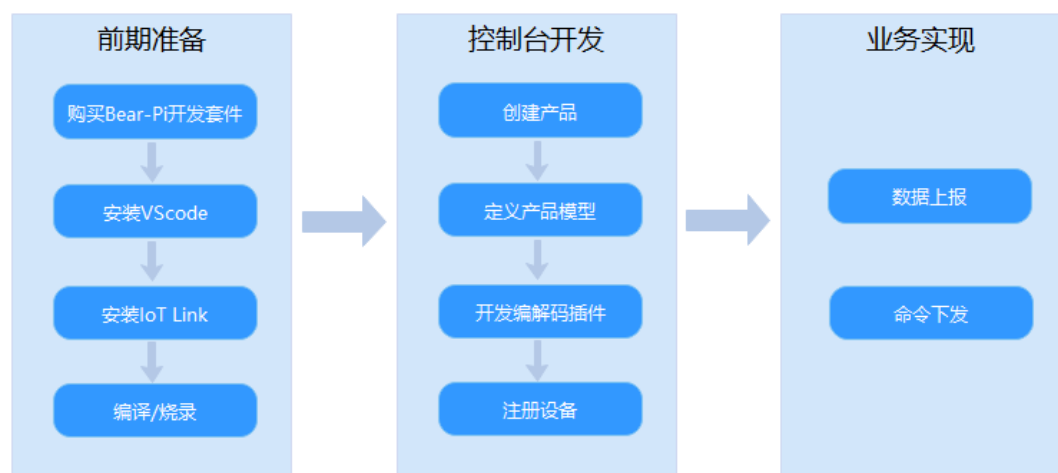 前期准备
购买Bear-Pi开发套件
安装VScode
安装IoT Link
编译/烧录
控制台开发
创建产品
定义产品模型
开发编解码插件
注册设备
业务实现
数据上报
命令下发